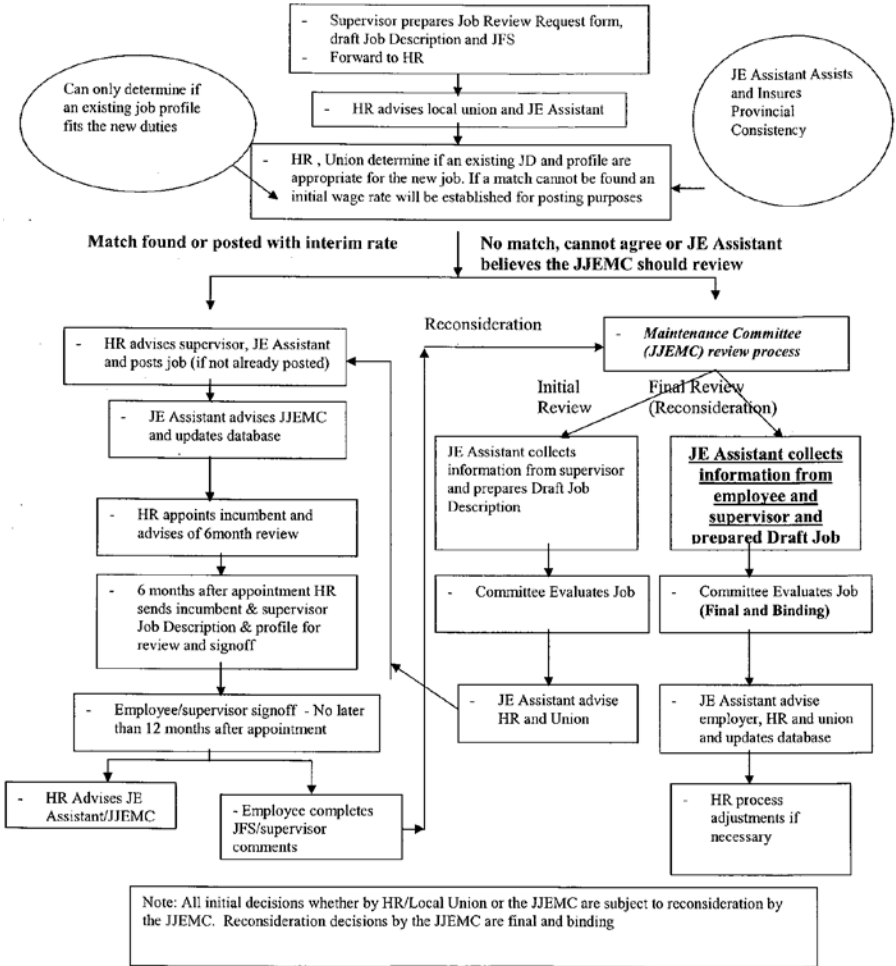 - Supervisor prepares Job Review Request form,
draft Job Description and JFS
- Forward to HR
Can only determine if
an existing job profile
fits the new duties
JE Assistant Assists
and Insures
Provincial
Consistency
- HR advises local union and JE Assistant
- HR , Union determine if an existing JD and profile are
appropriate for the new job. If a match cannot be found an
initial wage rate will be established for posting purposes
Match found or posted with interim rate
No match, cannot agree or JE Assistant
believes the JJEMC should review
- HR advises supervisor, JE Assistant
and posts job (if not already posted)
- JE Assistant advises JJEMC
and updates database
- HR appoints incumbent and
advises of 6month review
- 6 months after appointment HR
sends incumbent & supervisor
Job Description & profile for
review and signoff
- Employee/supervisor signoff - No later
than 12 months after appointment
- HR Advises JE
Assistant/JJEMC
- Employee completes
JFS/supervisor
comments
Reconsideration
- Maintenance Committee
(JJEMC) review process
Initial
Review
Final Review
(Reconsideration)
JE Assistant collects
information from supervisor
and prepares Draft Job
Description
- Committee Evaluates Job
- JE Assistant advise
HR and Union
JE Assistant collects
information from
employee and
supervisor and
prepared Draft Job
- Committee Evaluates Job
(Final and Binding)
- JE Assistant advise
employer, HR and union
and updates database
- HR process
adjustments if
necessary
Note: All initial decisions whether by HR/Local Union or the JJEMC are subject to reconsideration by
the JJEMC. Reconsideration decisions by the JJEMC are final and binding